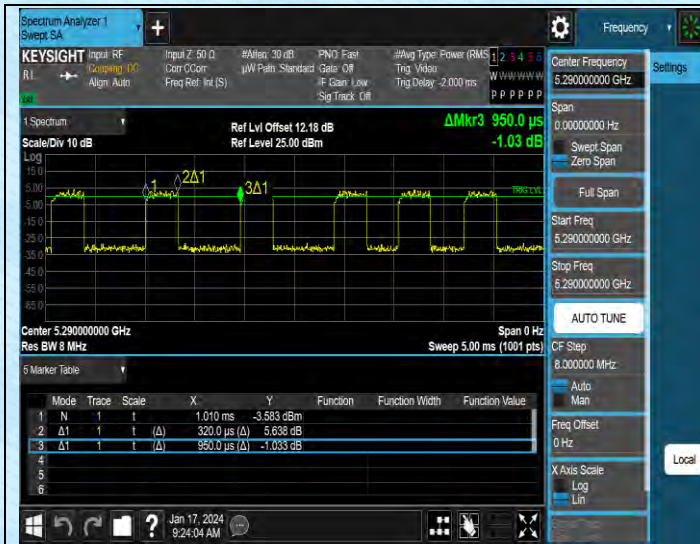 Spectrum Analyzer 1
Swept SA
+
Frequency
KEYSIGHT Input: RF Input Z: 50 Ω #Atten: 30 dB PNO: Fast #Avg Type: Power (RMS 1 2 3 4 5 6
RL Coupling: DC Corr CCorr µW Path: Standard Gate: Off Trig: Video W W W W W W
Align: Auto Freq Ref: Int (S) IF Gain: Low Trig Delay: -2.000 ms
Sig Track: Off P P P P P P
Settings
1 Spectrum
Ref Lvl Offset 12.18 dB ΔMkr3 950.0 µs
Scale/Div 10 dB Ref Level 25.00 dBm -1.03 dB
Log
15.0
5.00
-5.00
-15.0
-25.0
-35.0
-45.0
-55.0
-65.0
1 2Δ1 3Δ1
TRIG LVL
Center 5.290000000 GHz Span 0 Hz
Res BW 8 MHz Sweep 5.00 ms (1001 pts)
5 Marker Table
Mode Trace Scale X Y Function Function Width Function Value
1 N 1 t 1.010 ms -3.583 dBm
2 Δ1 1 t (Δ) 320.0 µs (Δ) 5.638 dB
3 Δ1 1 t (Δ) 950.0 µs (Δ) -1.033 dB
4
5
6
Center Frequency
5.290000000 GHz
Span
0.00000000 Hz
Swept Span
Zero Span
Full Span
Start Freq
5.290000000 GHz
Stop Freq
5.290000000 GHz
AUTO TUNE
CF Step
8.000000 MHz
Auto
Man
Freq Offset
0 Hz
X Axis Scale
Log
Lin
Local
?
Jan 17, 2024
9:24:04 AM